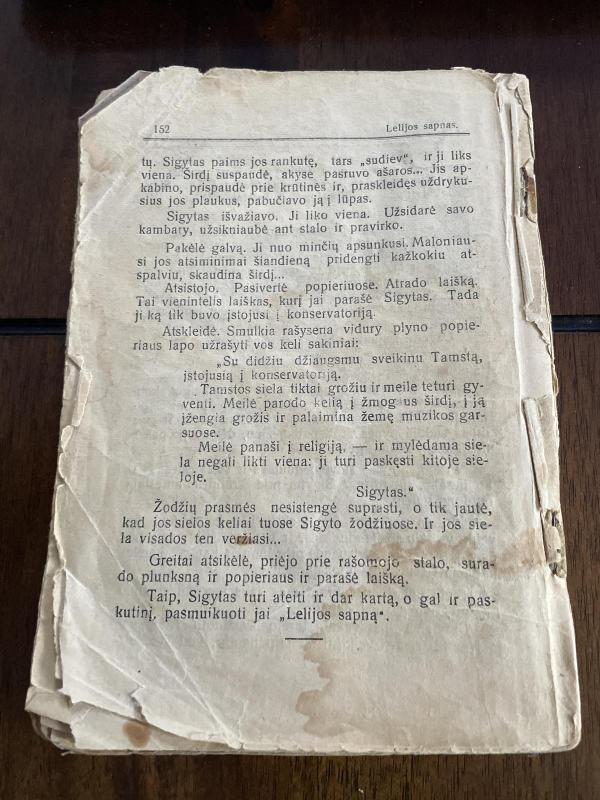 152 Lelijos sapnas.
tų. Sigytas paims jos rankutę, tars „sudiev“, ir ji liks
viena. Širdį suspaudė, akyse pasruvo ašaros... Jis ap-
kabino, prispaudė prie krūtinės ir, praskleidęs uždryku-
sius jos plaukus, pabučiavo ją į lūpas.
Sigytas išvažiavo. Ji liko viena. Užsidarė savo
kambary, užsikniaubė ant stalo ir pravirko.
Pakėlė galvą. Ji nuo minčių apsunkusi. Maloniau-
si jos atsiminimai šiandieną pridengti kažkokiu at-
spalviu, skaudina širdį...
Atsistojo. Pasivertė popieriuose. Atrado laišką.
Tai vienintelis laiškas, kurį jai parašė Sigytas. Tada
ji ką tik buvo įstojusi į konservatoriją.
Atskleidė. Smulkia rašysena vidury plyno popie-
riaus lapo užrašyti vos keli sakiniai:
„Su didžiu džiaugsmu sveikinu Tamstą,
įstojusią į konservatoriją.
Tamstos siela tiktai grožiu ir meile teturi gy-
venti. Meilė parodo kelią į žmogaus širdį, į ją
įžengia grožis ir palaimina žemę muzikos gar-
suose.
Meilė panaši į religiją, — ir mylėdama sie-
la negali likti viena: ji turi paskęsti kitoje sie-
loje.
Sigytas.“
Žodžių prasmės nesistengė suprasti, o tik jautė,
kad jos sielos keliai tuose Sigyto žodžiuose. Ir jos sie-
la visados ten veržiasi...
Greitai atsikėlė, priėjo prie rašomojo stalo, sura-
do plunksną ir popieriaus ir parašė laišką.
Taip, Sigytas turi ateiti ir dar kartą, o gal ir pas-
kutinį, pasmuikuoti jai „Lelijos sapną“.